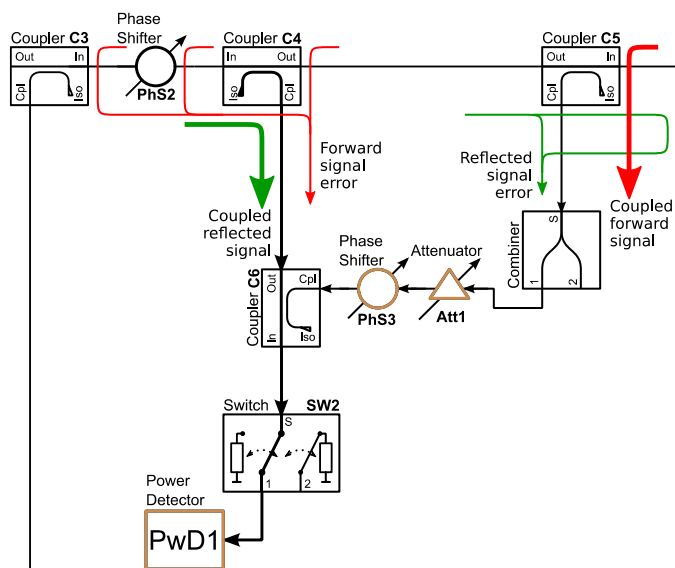 Phase
Shifter
Coupler C3
Coupler C4
Coupler C5
Out
In
In
Out
Out
In
Cpl
Iso
PhS2
Iso
Cpl
Cpl
Iso
Forward
signal
error
Reflected
signal
error
Coupled
reflected
signal
Coupled
forward
signal
Phase
Shifter
Attenuator
Combiner
S
1
2
Coupler C6
Out
In
Cpl
Iso
PhS3
Att1
Switch
SW2
S
1
2
Power
Detector
PwD1